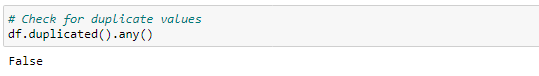 # Check for duplicate values
df.duplicated().any()
False